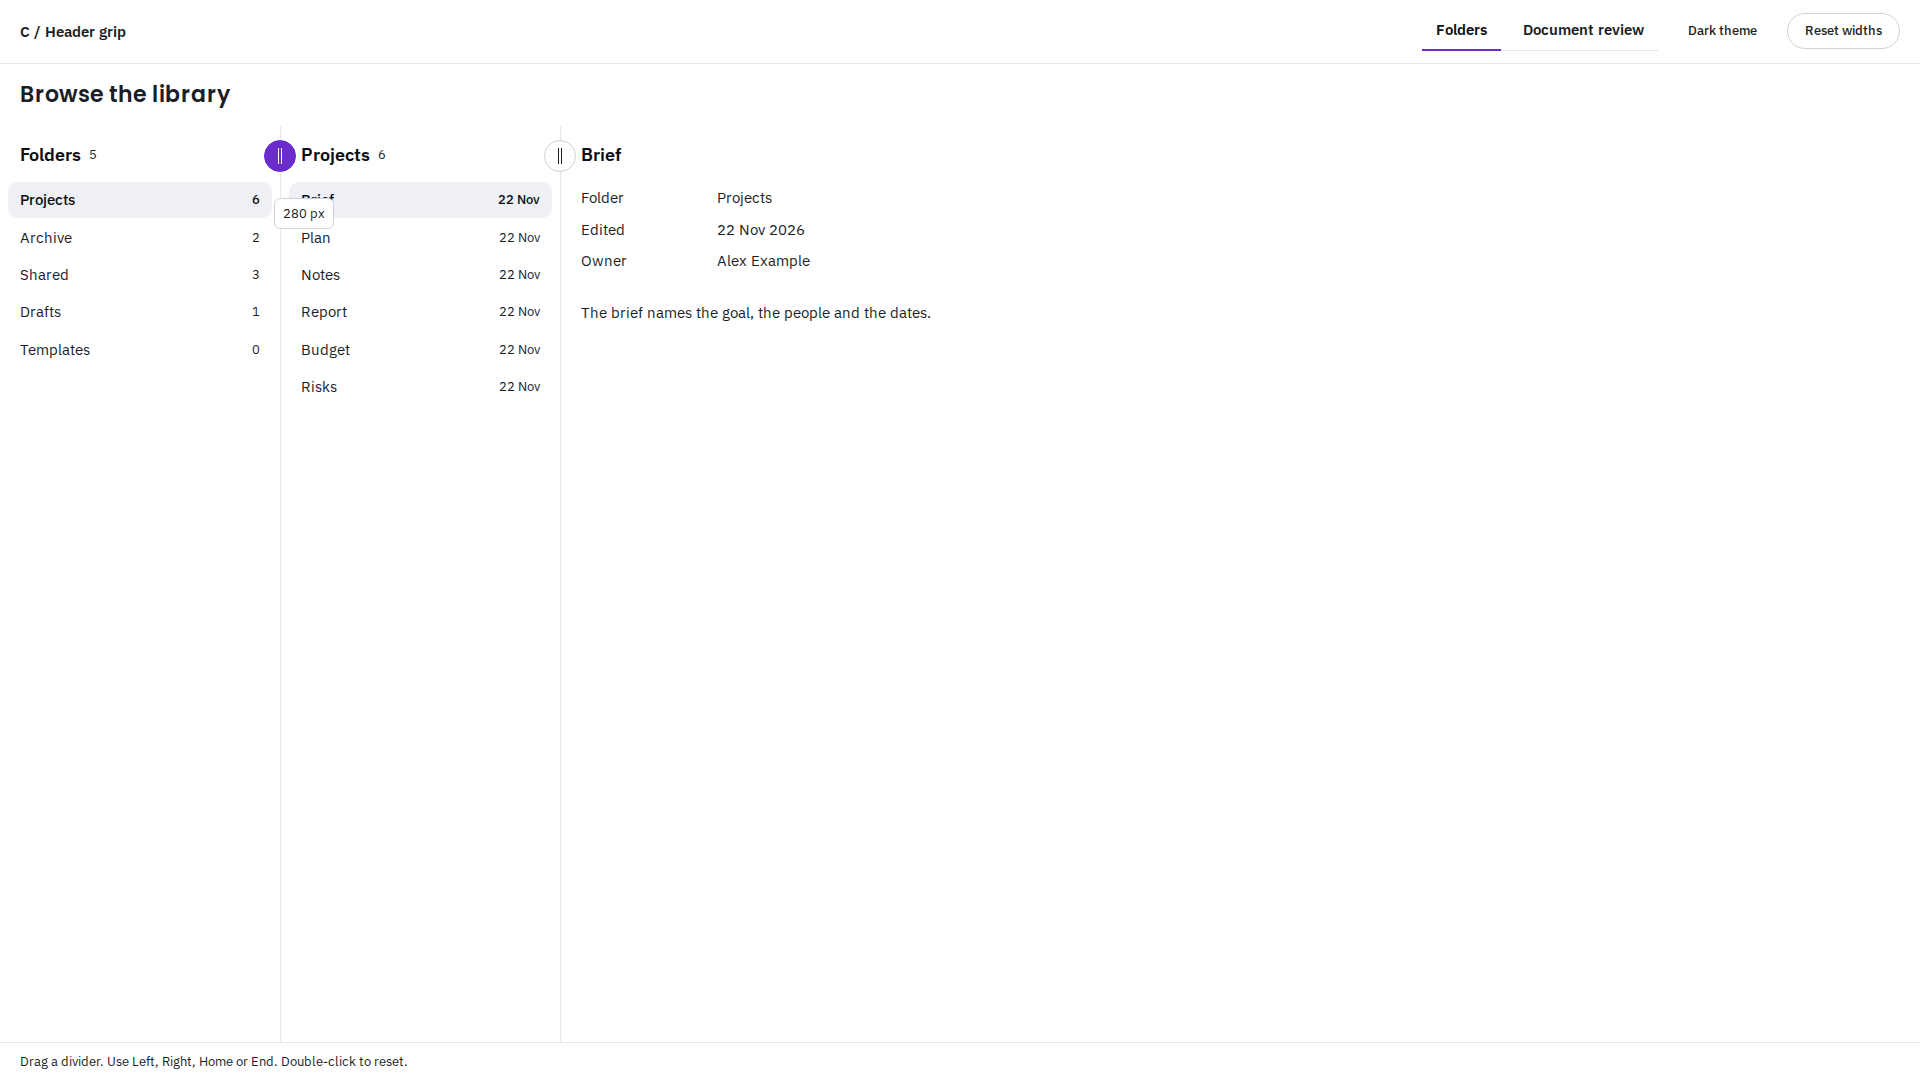 C / Header grip
Folders
Document review
Dark theme
Reset widths
Browse the library
Folders 5
Projects 6
Archive 2
Shared 3
Drafts 1
Templates 0
280 px
Projects 6
22 Nov
Plan 22 Nov
Notes 22 Nov
Report 22 Nov
Budget 22 Nov
Risks 22 Nov
Brief
Folder Projects
Edited 22 Nov 2026
Owner Alex Example
The brief names the goal, the people and the dates.
Drag a divider. Use Left, Right, Home or End. Double-click to reset.